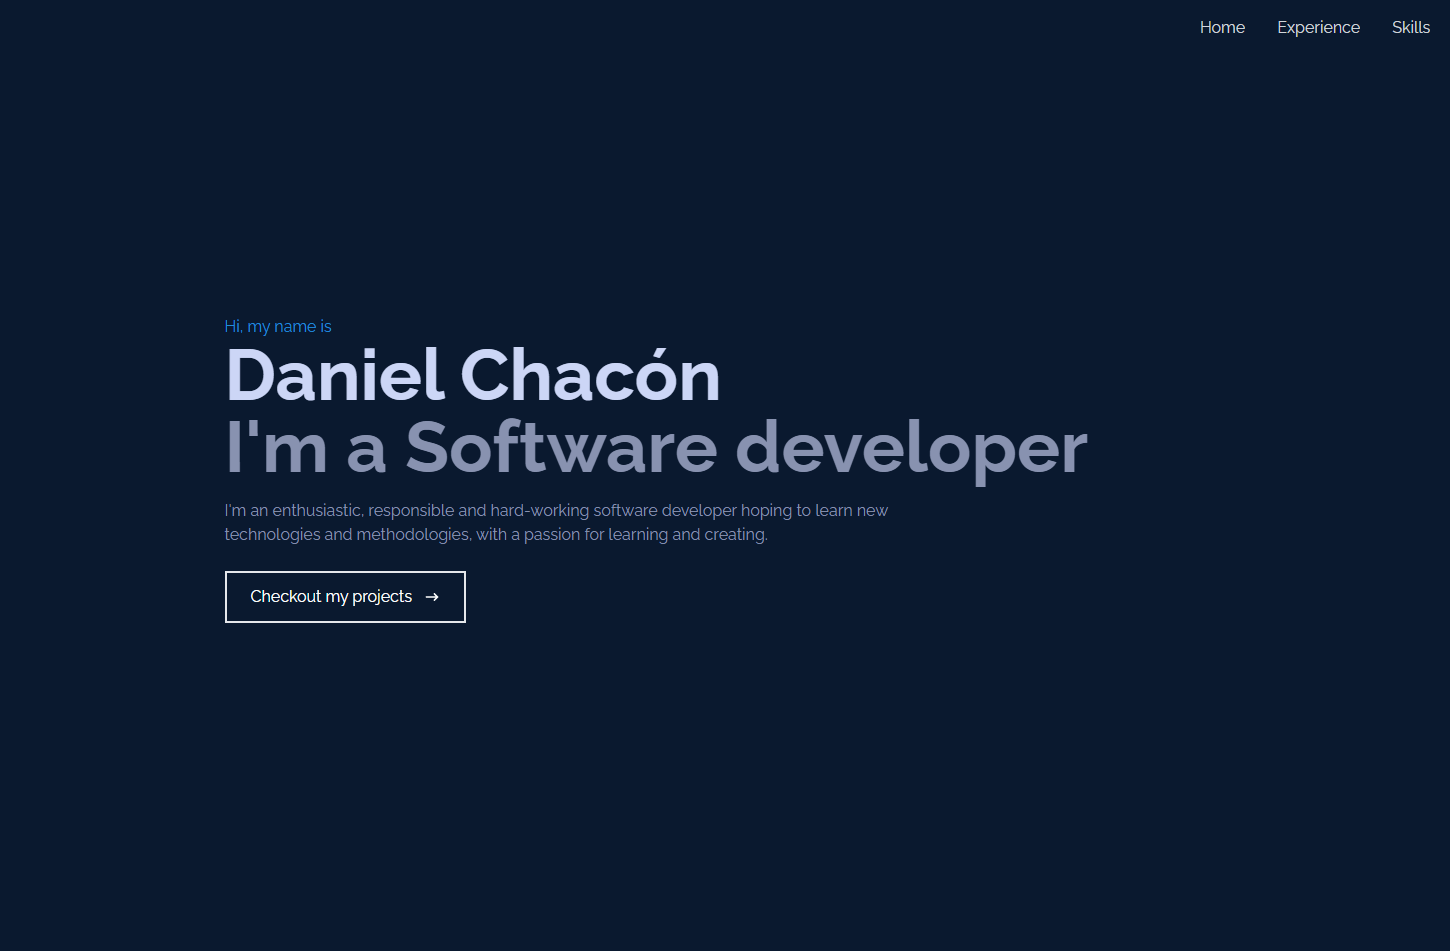 Home Experience Skills
Hi, my name is
Daniel Chacón
I'm a Software developer
I'm an enthusiastic, responsible and hard-working software developer hoping to learn new
technologies and methodologies, with a passion for learning and creating.
Checkout my projects →